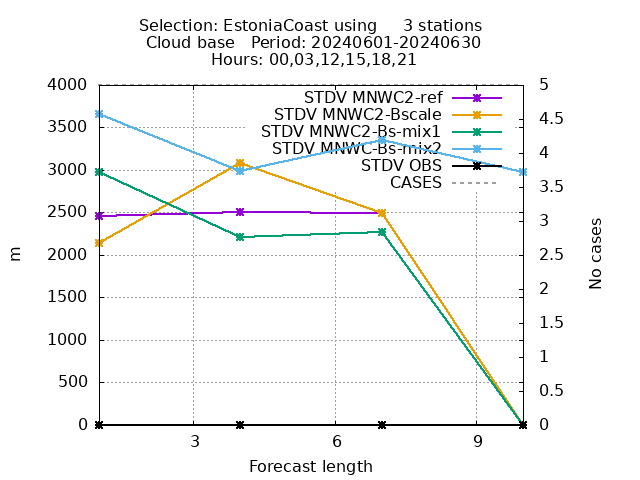 Selection: EstoniaCoast using     3 stations
Cloud base   Period: 20240601-20240630
Hours: 00,03,12,15,18,21
4000
3500
3000
2500
2000
1500
1000
500
0
m
5
4.5
4
3.5
3
2.5
2
1.5
1
0.5
0
No cases
STDV MNWC2-ref
STDV MNWC2-Bscale
STDV MNWC2-Bs-mix1
STDV MNWC-Bs-mix2
STDV OBS
CASES
3 6 9
Forecast length